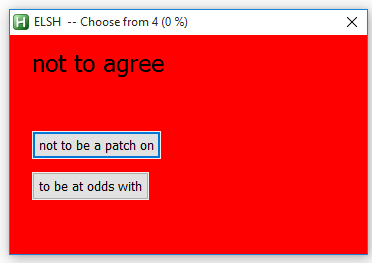 ELSH -- Choose from 4 (0 %)
not to agree
not to be a patch on
to be at odds with